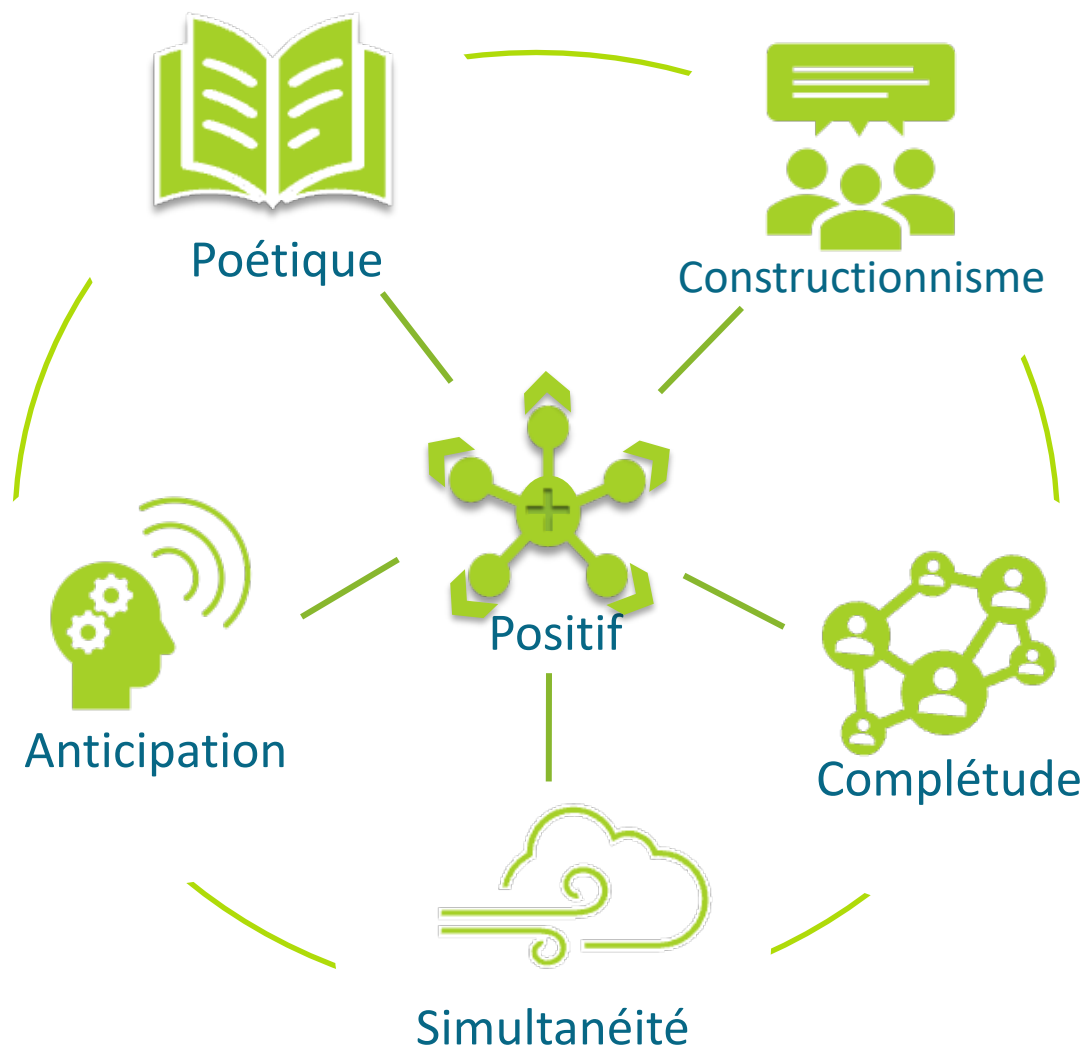 Poétique
Constructionnisme
Positif
Anticipation
Complétude
Simultanéité